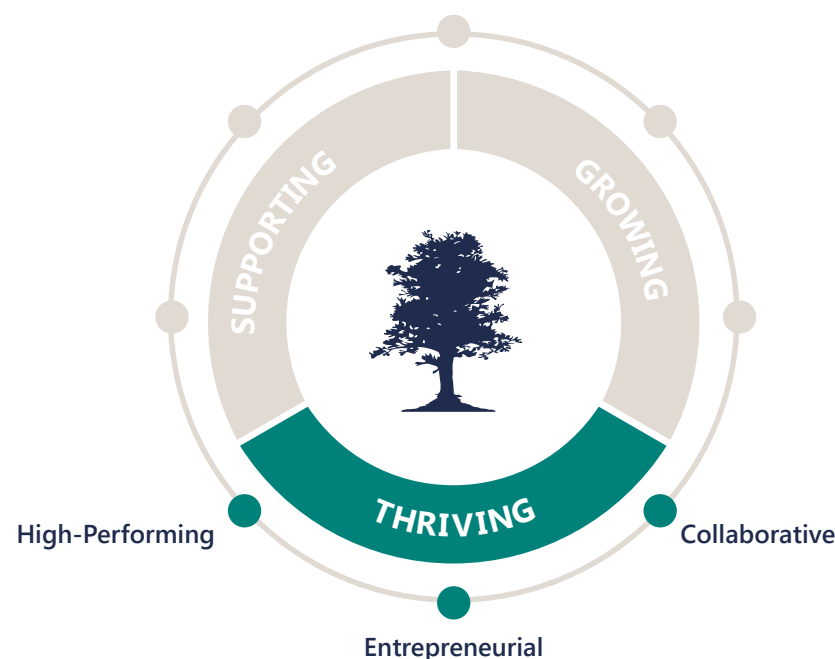 SUPPORTING
GROWING
THRIVING
High-Performing
Collaborative
Entrepreneurial